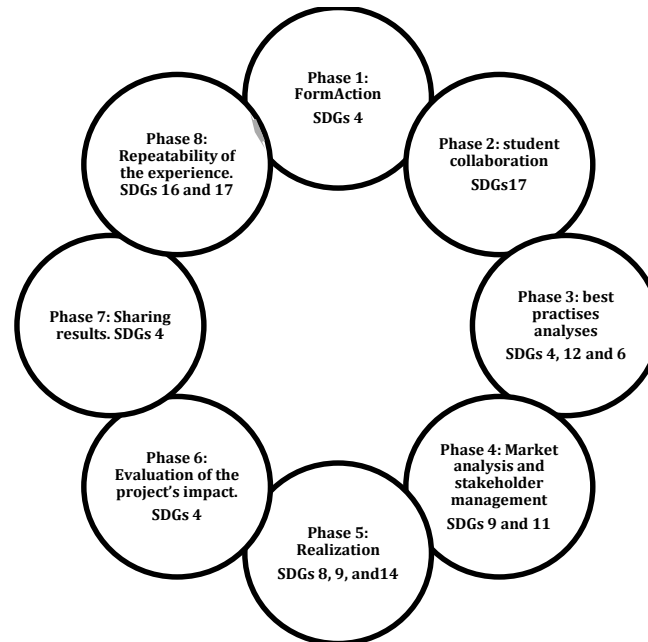 Phase 1:
FormAction
SDGs 4
Phase 2: student
collaboration
SDGs17
Phase 3: best
practises
analyses
SDGs 4, 12 and 6
Phase 4: Market
analysis and
stakeholder
management
SDGs 9 and 11
Phase 5:
Realization
SDGs 8, 9, and14
Phase 6:
Evaluation of the
project's impact.
SDGs 4
Phase 7: Sharing
results. SDGs 4
Phase 8:
Repeatability of
the experience.
SDGs 16 and 17